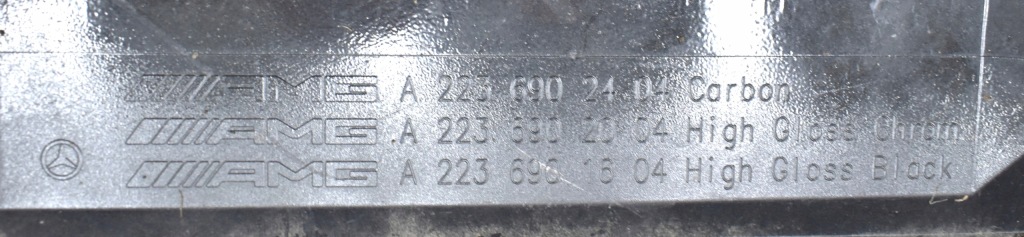 AMG A 223 690 24 04 Carbon
AMG A 223 690 20 04 High Gloss Chrom
AMG A 223 690 16 04 High Gloss Black